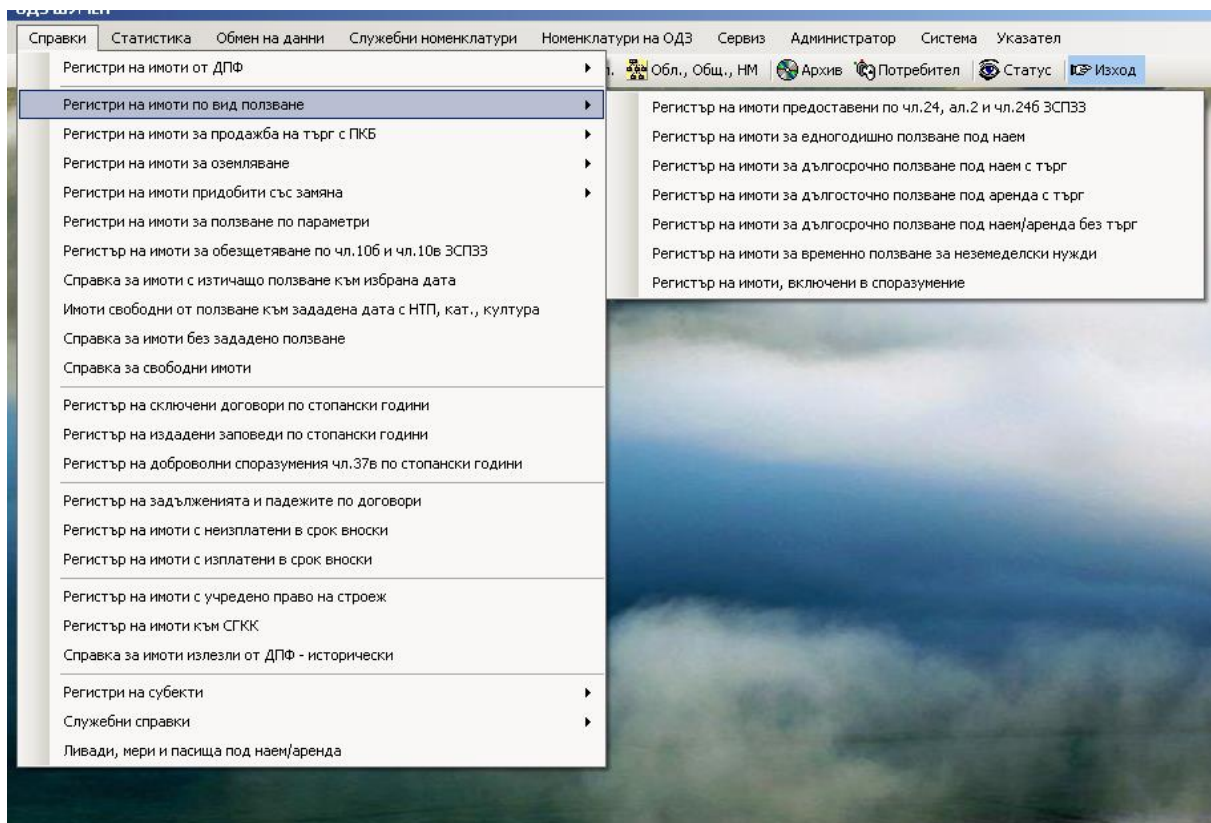 Справки Статистика Обмен на данни Служебни номенклатури Номенклатури на ОДЗ Сервиз Администратор Система Указател
Обл., Общ., НМ Архив Потребител Статус Изход
Регистри на имоти от ДПФ
Регистри на имоти по вид ползване
Регистри на имоти за продажба на търг с ПКБ
Регистри на имоти за оземляване
Регистри на имоти придобити със замяна
Регистри на имоти за ползване по параметри
Регистър на имоти за обезщетяване по чл.10б и чл.10в ЗСПЗЗ
Справка за имоти с изтичащо ползване към избрана дата
Имоти свободни от ползване към зададена дата с НТП, кат., култура
Справка за имоти без зададено ползване
Справка за свободни имоти
Регистър на сключени договори по стопански години
Регистър на издадени заповеди по стопански години
Регистър на доброволни споразумения чл.37в по стопански години
Регистър на задълженията и падежите по договори
Регистър на имоти с неизплатени в срок вноски
Регистър на имоти с изплатени в срок вноски
Регистър на имоти с учредено право на строеж
Регистър на имоти към СГКК
Справка за имоти излезли от ДПФ - исторически
Регистри на субекти
Служебни справки
Ливади, мери и пасища под наем/аренда
Регистър на имоти предоставени по чл.24, ал.2 и чл.24б ЗСПЗЗ
Регистър на имоти за едногодишно ползване под наем
Регистър на имоти за дългосрочно ползване под наем с търг
Регистър на имоти за дългосточно ползване под аренда с търг
Регистър на имоти за дългосрочно ползване под наем/аренда без търг
Регистър на имоти за временно ползване за неземеделски нужди
Регистър на имоти, включени в споразумение